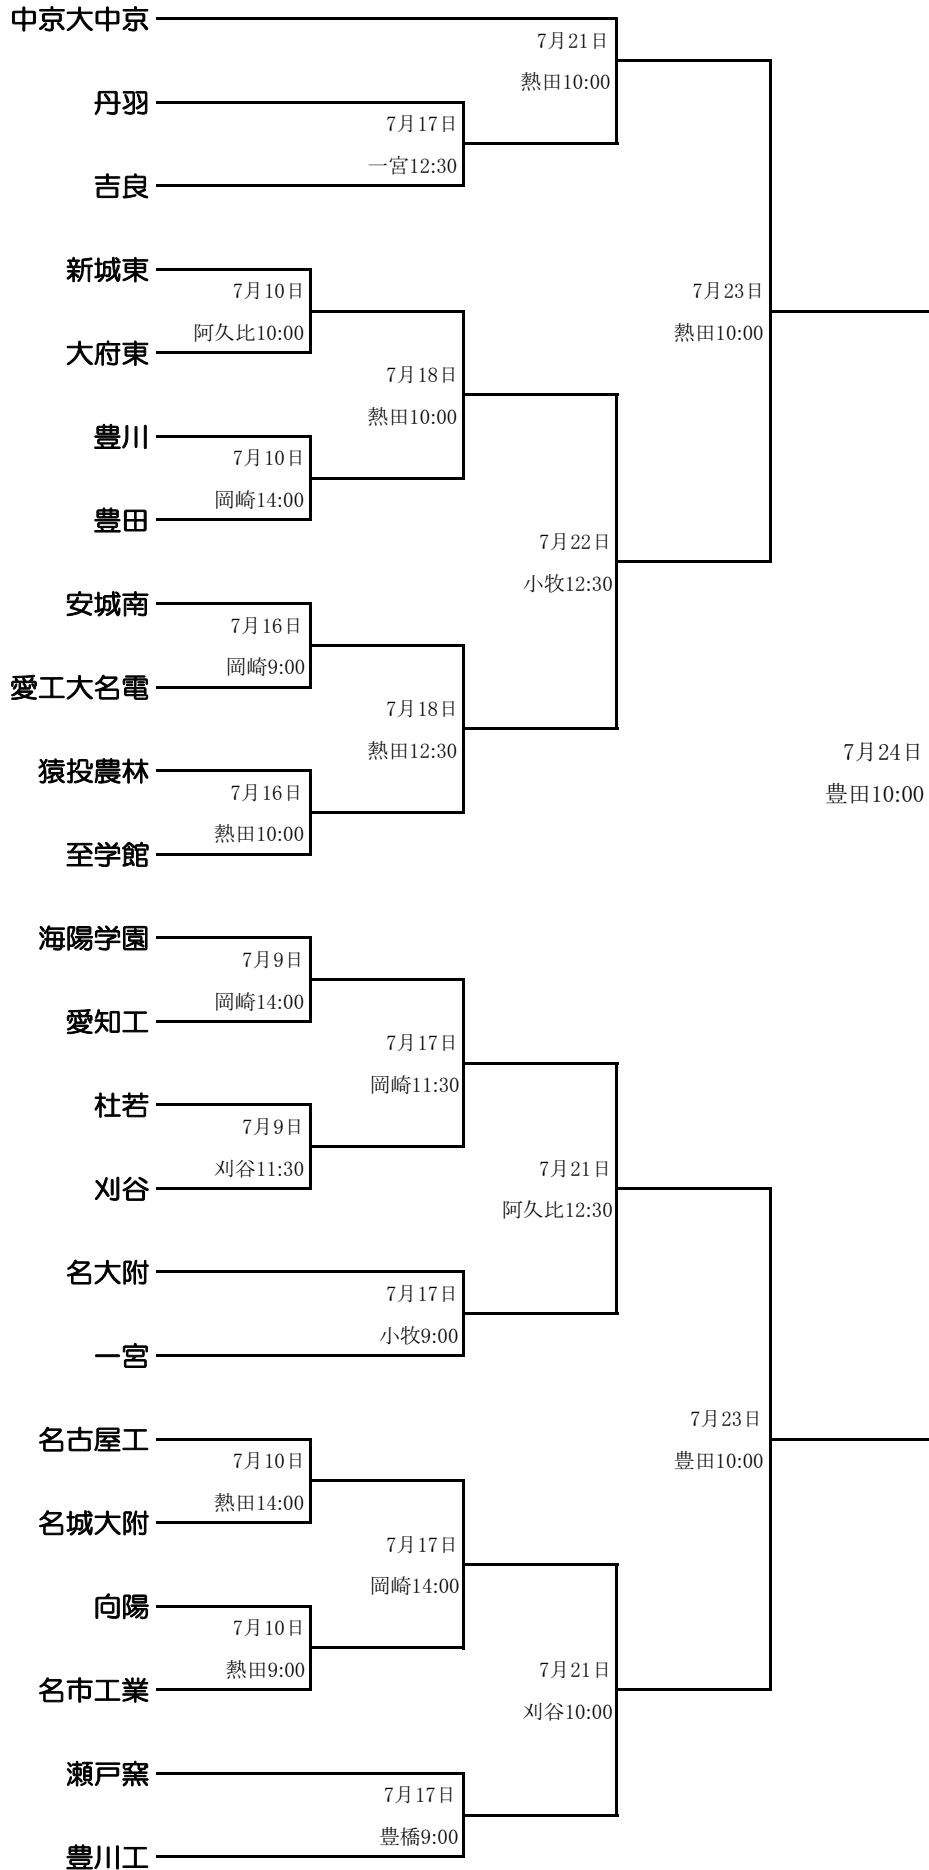 中京大中京
7月21日
熱田10:00
丹羽
7月17日
一宮12:30
吉良
新城東
7月10日
7月23日
阿久比10:00
熱田10:00
大府東
7月18日
熱田10:00
豊川
7月10日
岡崎14:00
豊田
7月22日
小牧12:30
安城南
7月16日
岡崎9:00
愛工大名電
7月18日
熱田12:30
7月24日
猿投農林
7月16日
豊田10:00
熱田10:00
至学館
海陽学園
7月9日
岡崎14:00
愛知工
7月17日
岡崎11:30
杜若
7月9日
刈谷11:30
7月21日
刈谷
阿久比12:30
名大附
7月17日
小牧9:00
一宮
7月23日
名古屋工
7月10日
豊田10:00
熱田14:00
名城大附
7月17日
岡崎14:00
向陽
7月10日
熱田9:00
7月21日
名市工業
刈谷10:00
瀬戸窯
7月17日
豊橋9:00
豊川工